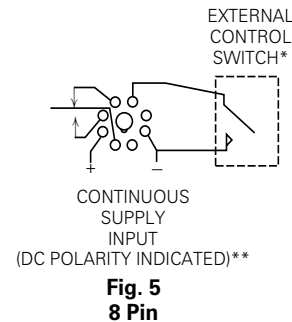 EXTERNAL
CONTROL
SWITCH*
+ –
CONTINUOUS
SUPPLY
INPUT
(DC POLARITY INDICATED)**
Fig. 5
8 Pin